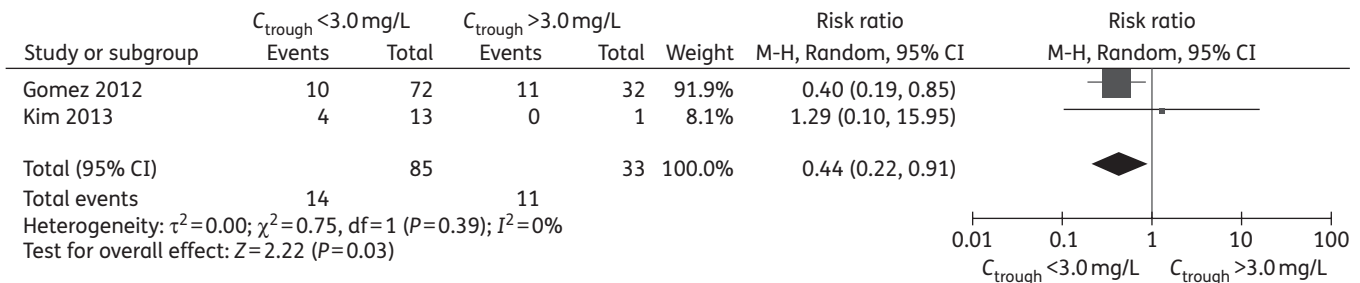 C_trough <3.0 mg/L C_trough >3.0 mg/L Risk ratio Risk ratio
Study or subgroup Events Total Events Total Weight M-H, Random, 95% CI M-H, Random, 95% CI
Gomez 2012 10 72 11 32 91.9% 0.40 (0.19, 0.85)
Kim 2013 4 13 0 1 8.1% 1.29 (0.10, 15.95)
Total (95% CI) 85 33 100.0% 0.44 (0.22, 0.91)
Total events 14 11
Heterogeneity: τ²=0.00; χ²=0.75, df=1 (P=0.39); I²=0%
Test for overall effect: Z=2.22 (P=0.03)
0.01 0.1 1 10 100
C_trough <3.0 mg/L C_trough >3.0 mg/L